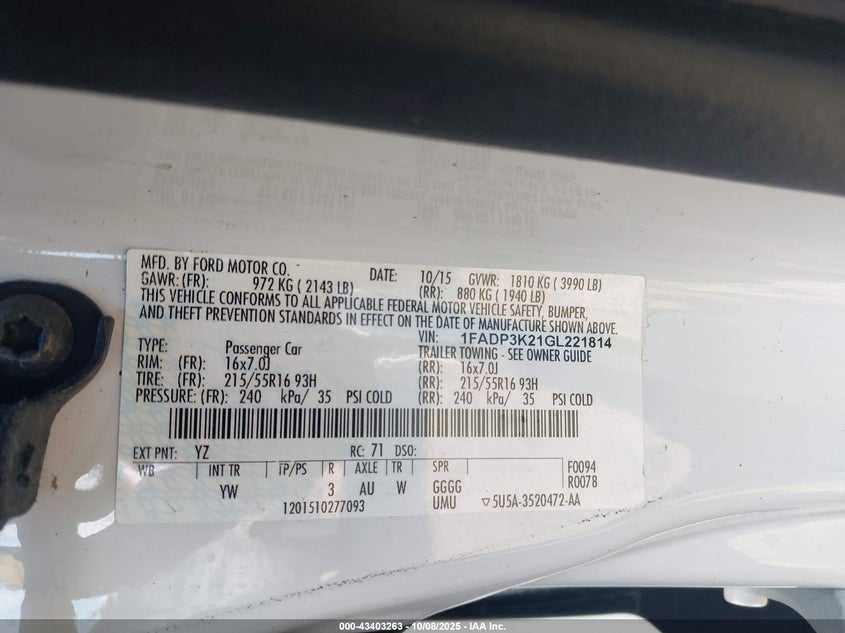 MFD. BY FORD MOTOR CO. DATE: 10/15 GVWR: 1810 KG ( 3990 LB)
GAWR: (FR): 972 KG ( 2143 LB) (RR): 880 KG ( 1940 LB)
THIS VEHICLE CONFORMS TO ALL APPLICABLE FEDERAL MOTOR VEHICLE SAFETY, BUMPER,
AND THEFT PREVENTION STANDARDS IN EFFECT ON THE DATE OF MANUFACTURE SHOWN ABOVE.
VIN: 1FADP3K21GL221814
TYPE: Passenger Car TRAILER TOWING - SEE OWNER GUIDE
RIM: (FR): 16x7.0J (RR): 16x7.0J
TIRE: (FR): 215/55R16 93H (RR): 215/55R16 93H
PRESSURE: (FR): 240 kPa/ 35 PSI COLD (RR): 240 kPa/ 35 PSI COLD
EXT PNT: YZ RC: 71 DSO:
WB INT TR TP/PS R AXLE TR SPR F0094
YW 3 AU W GGGG R0078
1201510277093 UMU ▽5U5A-3520472-AA
000-43403263 - 10/08/2025 - IAA Inc.